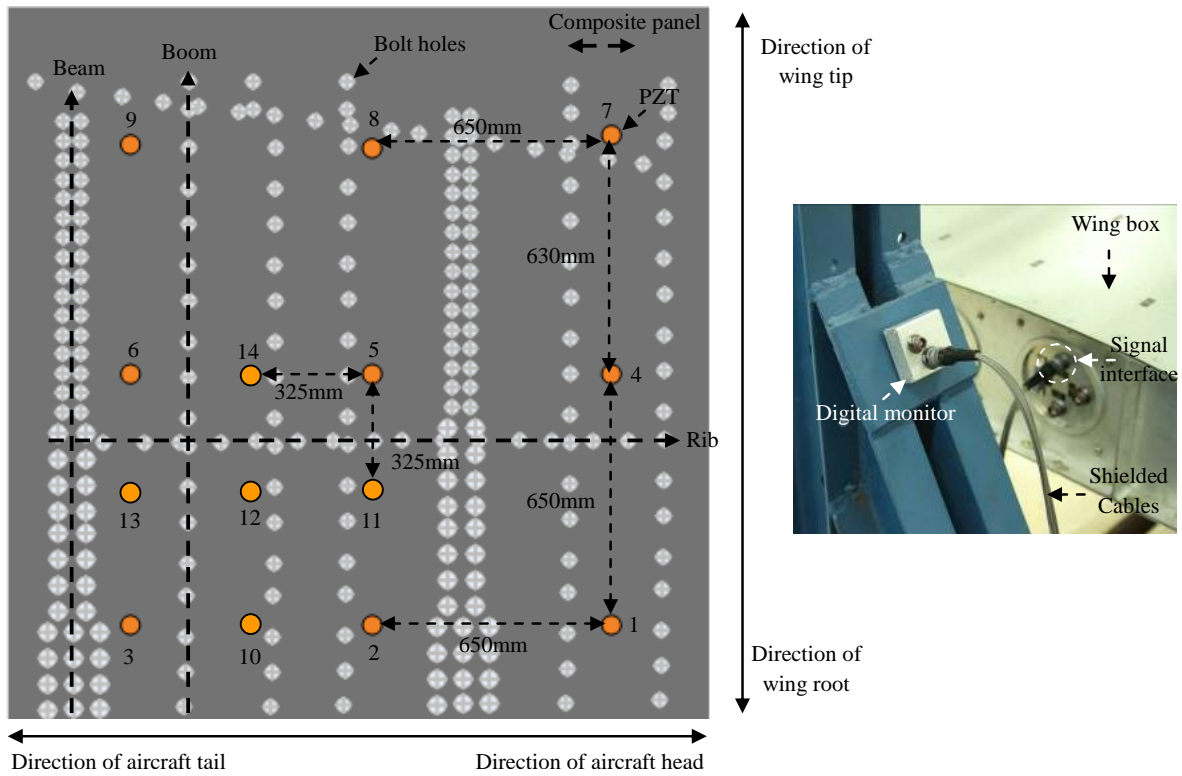 Composite panel
Direction of
wing tip
Beam
Boom
Bolt holes
PZT
9
8
7
650mm
630mm
Wing box
6
14
5
4
325mm
Signal
interface
Digital monitor
Rib
325mm
Shielded
Cables
13
12
11
650mm
3
10
2
1
650mm
Direction of
wing root
Direction of aircraft tail
Direction of aircraft head